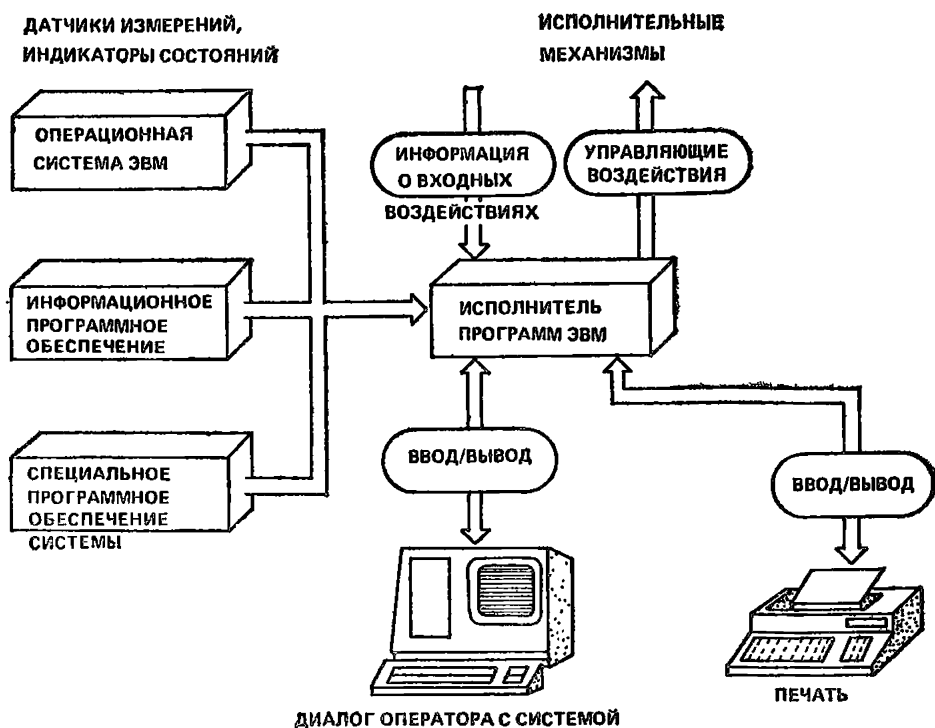 ДАТЧИКИ ИЗМЕРЕНИЙ,
ИНДИКАТОРЫ СОСТОЯНИЙ
ИСПОЛНИТЕЛЬНЫЕ
МЕХАНИЗМЫ
ОПЕРАЦИОННАЯ
СИСТЕМА ЭВМ
ИНФОРМАЦИЯ
О ВХОДНЫХ
ВОЗДЕЙСТВИЯХ
УПРАВЛЯЮЩИЕ
ВОЗДЕЙСТВИЯ
ИНФОРМАЦИОННОЕ
ПРОГРАММНОЕ
ОБЕСПЕЧЕНИЕ
ИСПОЛНИТЕЛЬ
ПРОГРАММ ЭВМ
СПЕЦИАЛЬНОЕ
ПРОГРАММНОЕ
ОБЕСПЕЧЕНИЕ
СИСТЕМЫ
ВВОД/ВЫВОД
ВВОД/ВЫВОД
ПЕЧАТЬ
ДИАЛОГ ОПЕРАТОРА С СИСТЕМОЙ